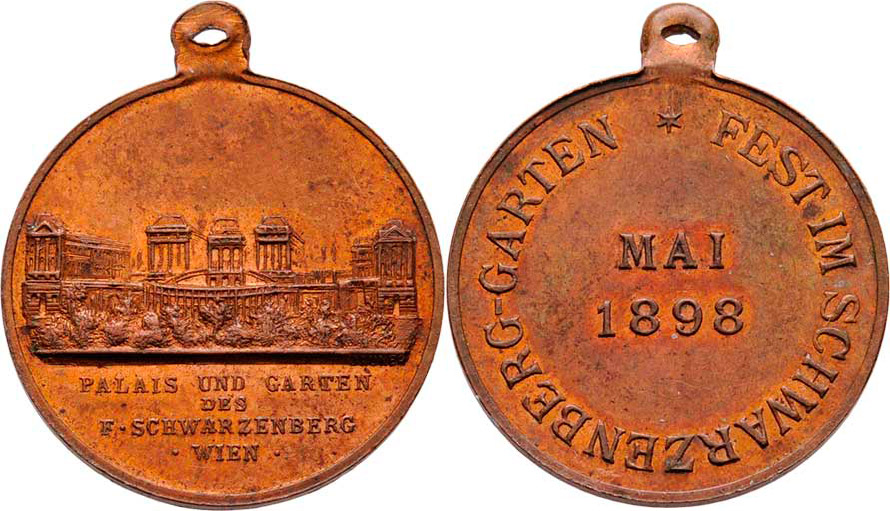 PALAIS UND GARTEN
DES
F·SCHWARZENBERG
· WIEN ·
FEST IM SCHWARZENBERG-GARTEN
MAI
1898